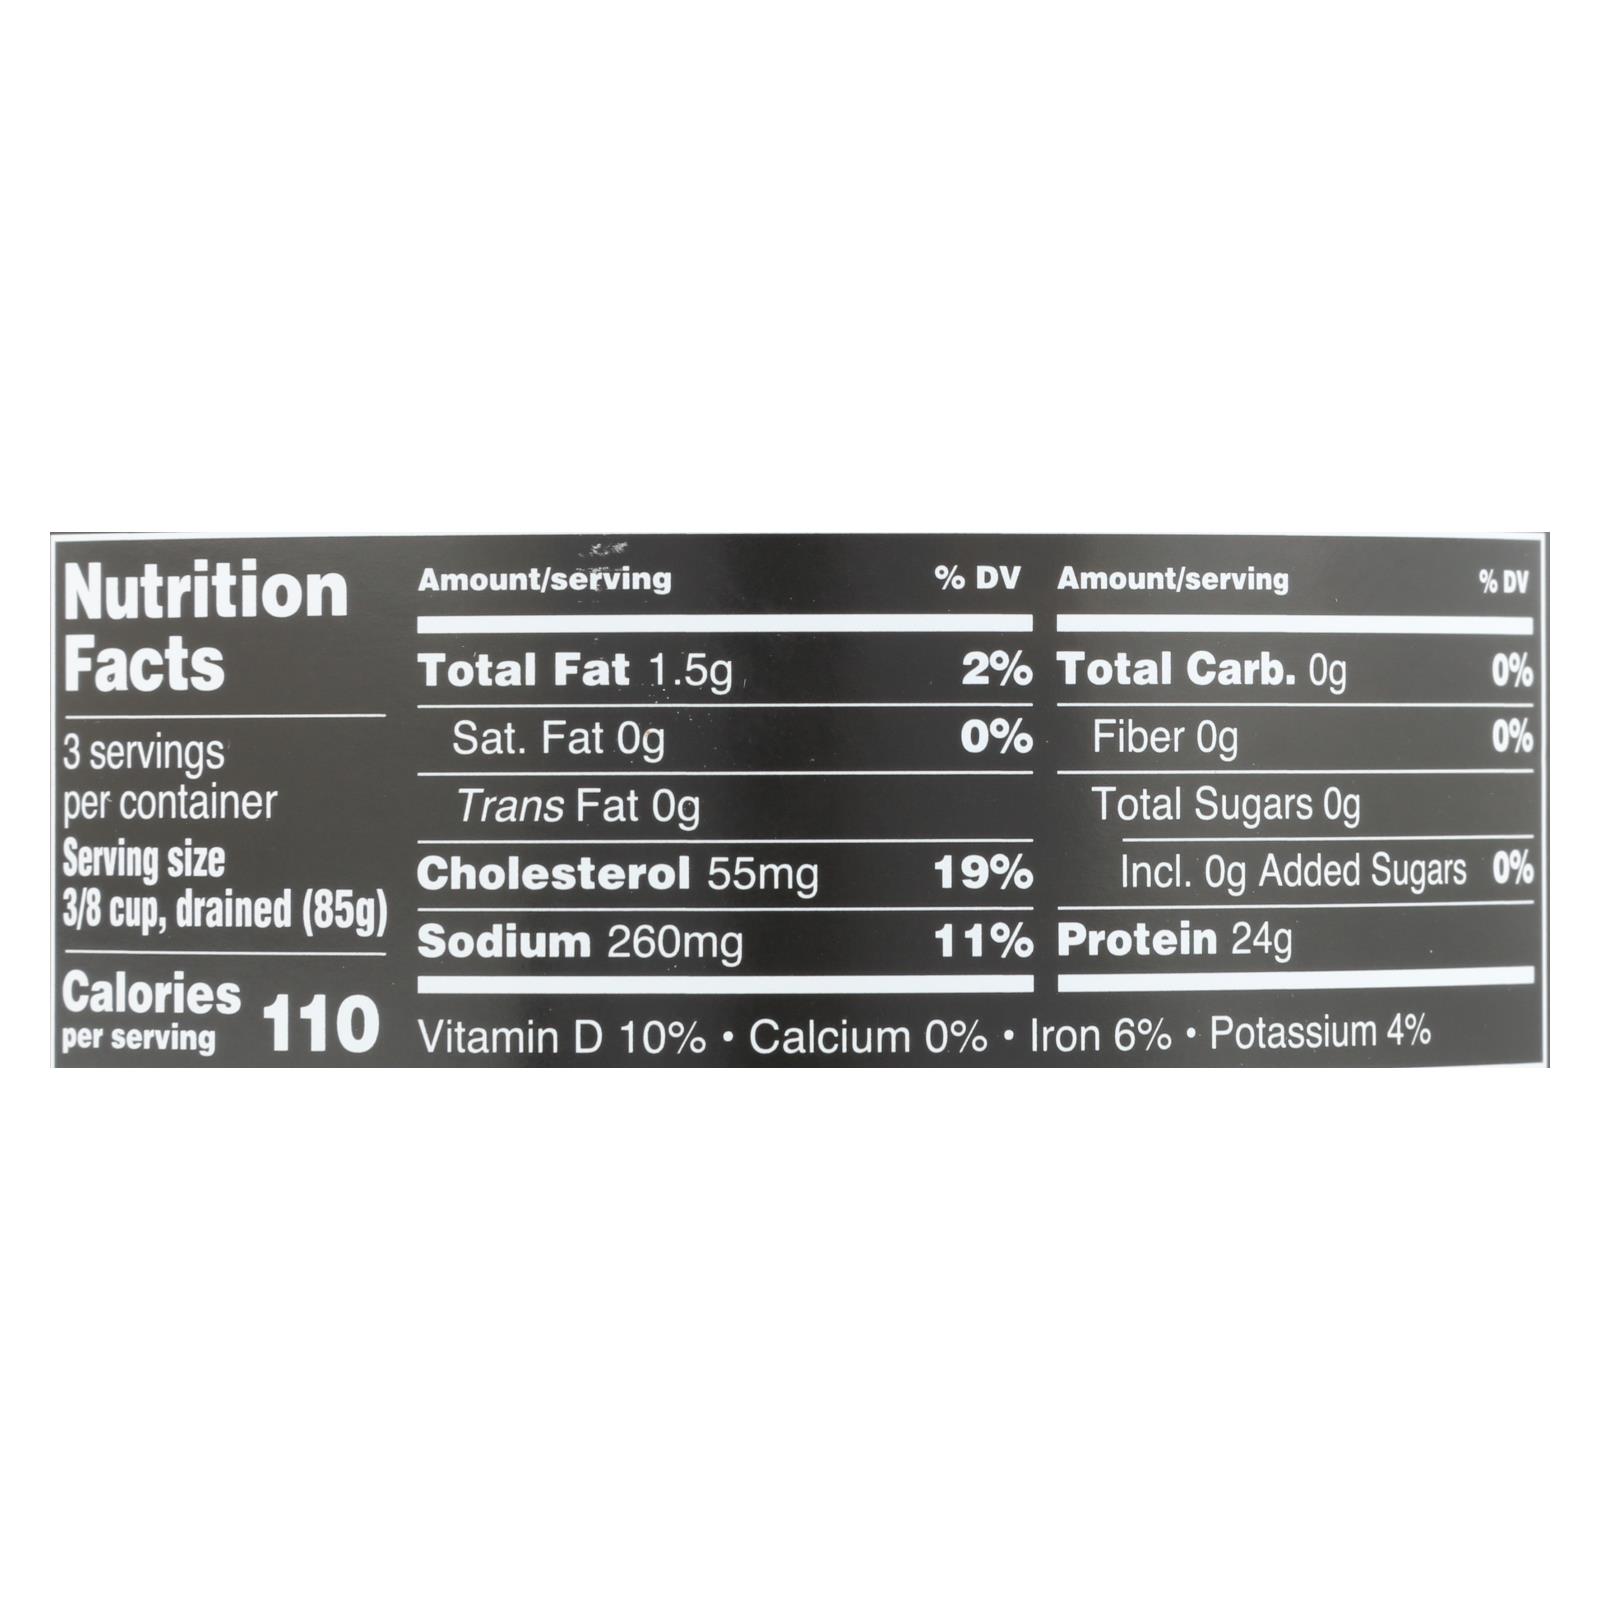 Nutrition
Facts
3 servings
per container
Serving size
3/8 cup, drained (85g)
Calories
per serving 110
Amount/serving % DV
Total Fat 1.5g 2%
Sat. Fat 0g 0%
Trans Fat 0g
Cholesterol 55mg 19%
Sodium 260mg 11%
Amount/serving % DV
Total Carb. 0g 0%
Fiber 0g 0%
Total Sugars 0g
Incl. 0g Added Sugars 0%
Protein 24g
Vitamin D 10% • Calcium 0% • Iron 6% • Potassium 4%